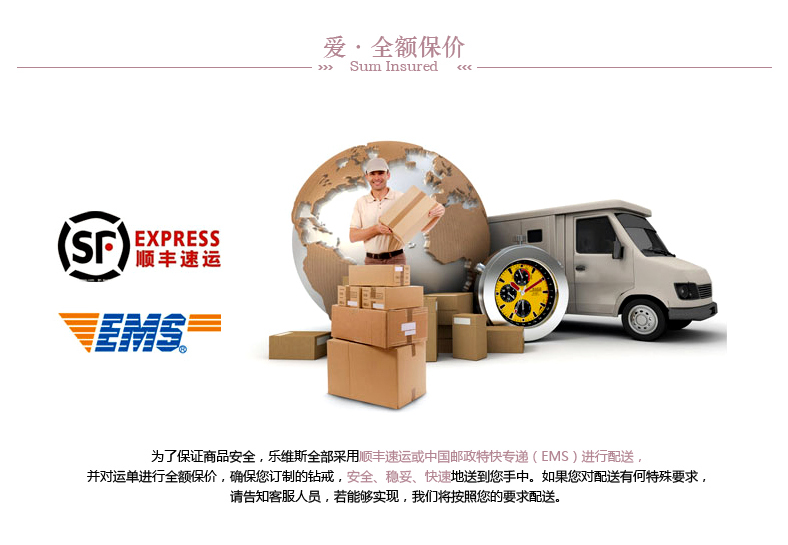 爱·全额保价
Sum Insured
SF EXPRESS
顺丰速运
EMS®
为了保证商品安全，乐维斯全部采用顺丰速运或中国邮政特快专递（EMS）进行配送，
并对运单进行全额保价，确保您订制的钻戒，安全、稳妥、快速地送到您手中。如果您对配送有何特殊要求，
请告知客服人员，若能够实现，我们将按照您的要求配送。